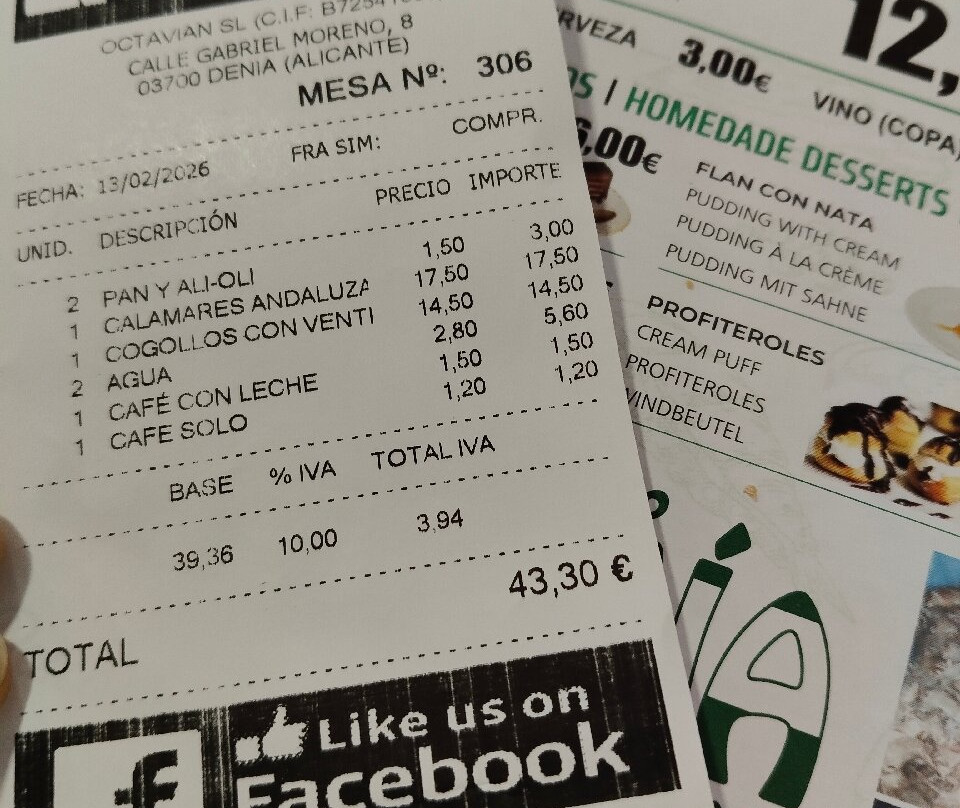 OCTAVIAN SL (C.I.F:
CALLE GABRIEL MORENO, 8
03700 DENIA (ALICANTE)
MESA Nº: 306
FECHA: 13/02/2026 FRA SIM: COMPR.
UNID. DESCRIPCIÓN PRECIO IMPORTE
2 PAN Y ALI-OLI 1,50 3,00
1 CALAMARES ANDALUZA 17,50 17,50
1 COGOLLOS CON VENTI 14,50 14,50
2 AGUA 2,80 5,60
1 CAFÉ CON LECHE 1,50 1,50
1 CAFE SOLO 1,20 1,20
BASE % IVA TOTAL IVA
39,36 10,00 3,94
43,30 €
TOTAL
Like us on
Facebook
RVEZA 3,00€
12,
VINO (COPA)
S / HOMEDADE DESSERTS
,00€
FLAN CON NATA
PUDDING WITH CREAM
PUDDING À LA CRÈME
PUDDING MIT SAHNE
PROFITEROLES
CREAM PUFF
PROFITEROLES
WINDBEUTEL